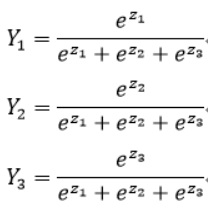 Y₁ = e^{z₁} / (e^{z₁} + e^{z₂} + e^{z₃})
Y₂ = e^{z₂} / (e^{z₁} + e^{z₂} + e^{z₃})
Y₃ = e^{z₃} / (e^{z₁} + e^{z₂} + e^{z₃})